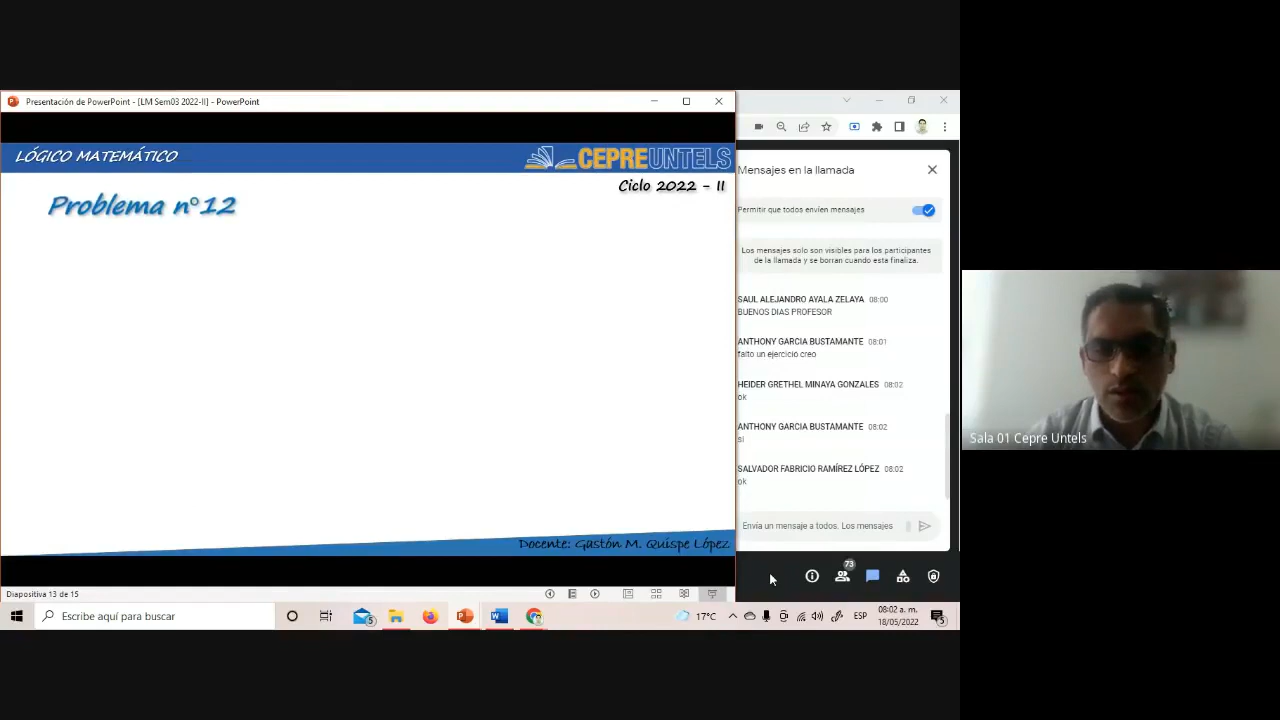 Presentación de PowerPoint - [LM Sem03 2022-II] - PowerPoint
LÓGICO MATEMÁTICO
CEPREUNTELS
Ciclo 2022 - II
Problema n°12
Docente: Gastón M. Quispe López
Diapositiva 13 de 15
Mensajes en la llamada
Permitir que todos envíen mensajes
Los mensajes solo son visibles para los participantes
de la llamada y se borran cuando esta finaliza.
SAUL ALEJANDRO AYALA ZELAYA 08:00
BUENOS DIAS PROFESOR
ANTHONY GARCIA BUSTAMANTE 08:01
falto un ejercicio creo
HEIDER GRETHEL MINAYA GONZALES 08:02
ok
ANTHONY GARCIA BUSTAMANTE 08:02
si
SALVADOR FABRICIO RAMÍREZ LÓPEZ 08:02
ok
Envía un mensaje a todos. Los mensajes
73
Sala 01 Cepre Untels
Escribe aquí para buscar
5
17°C
ESP
08:02 a. m.
18/05/2022
5